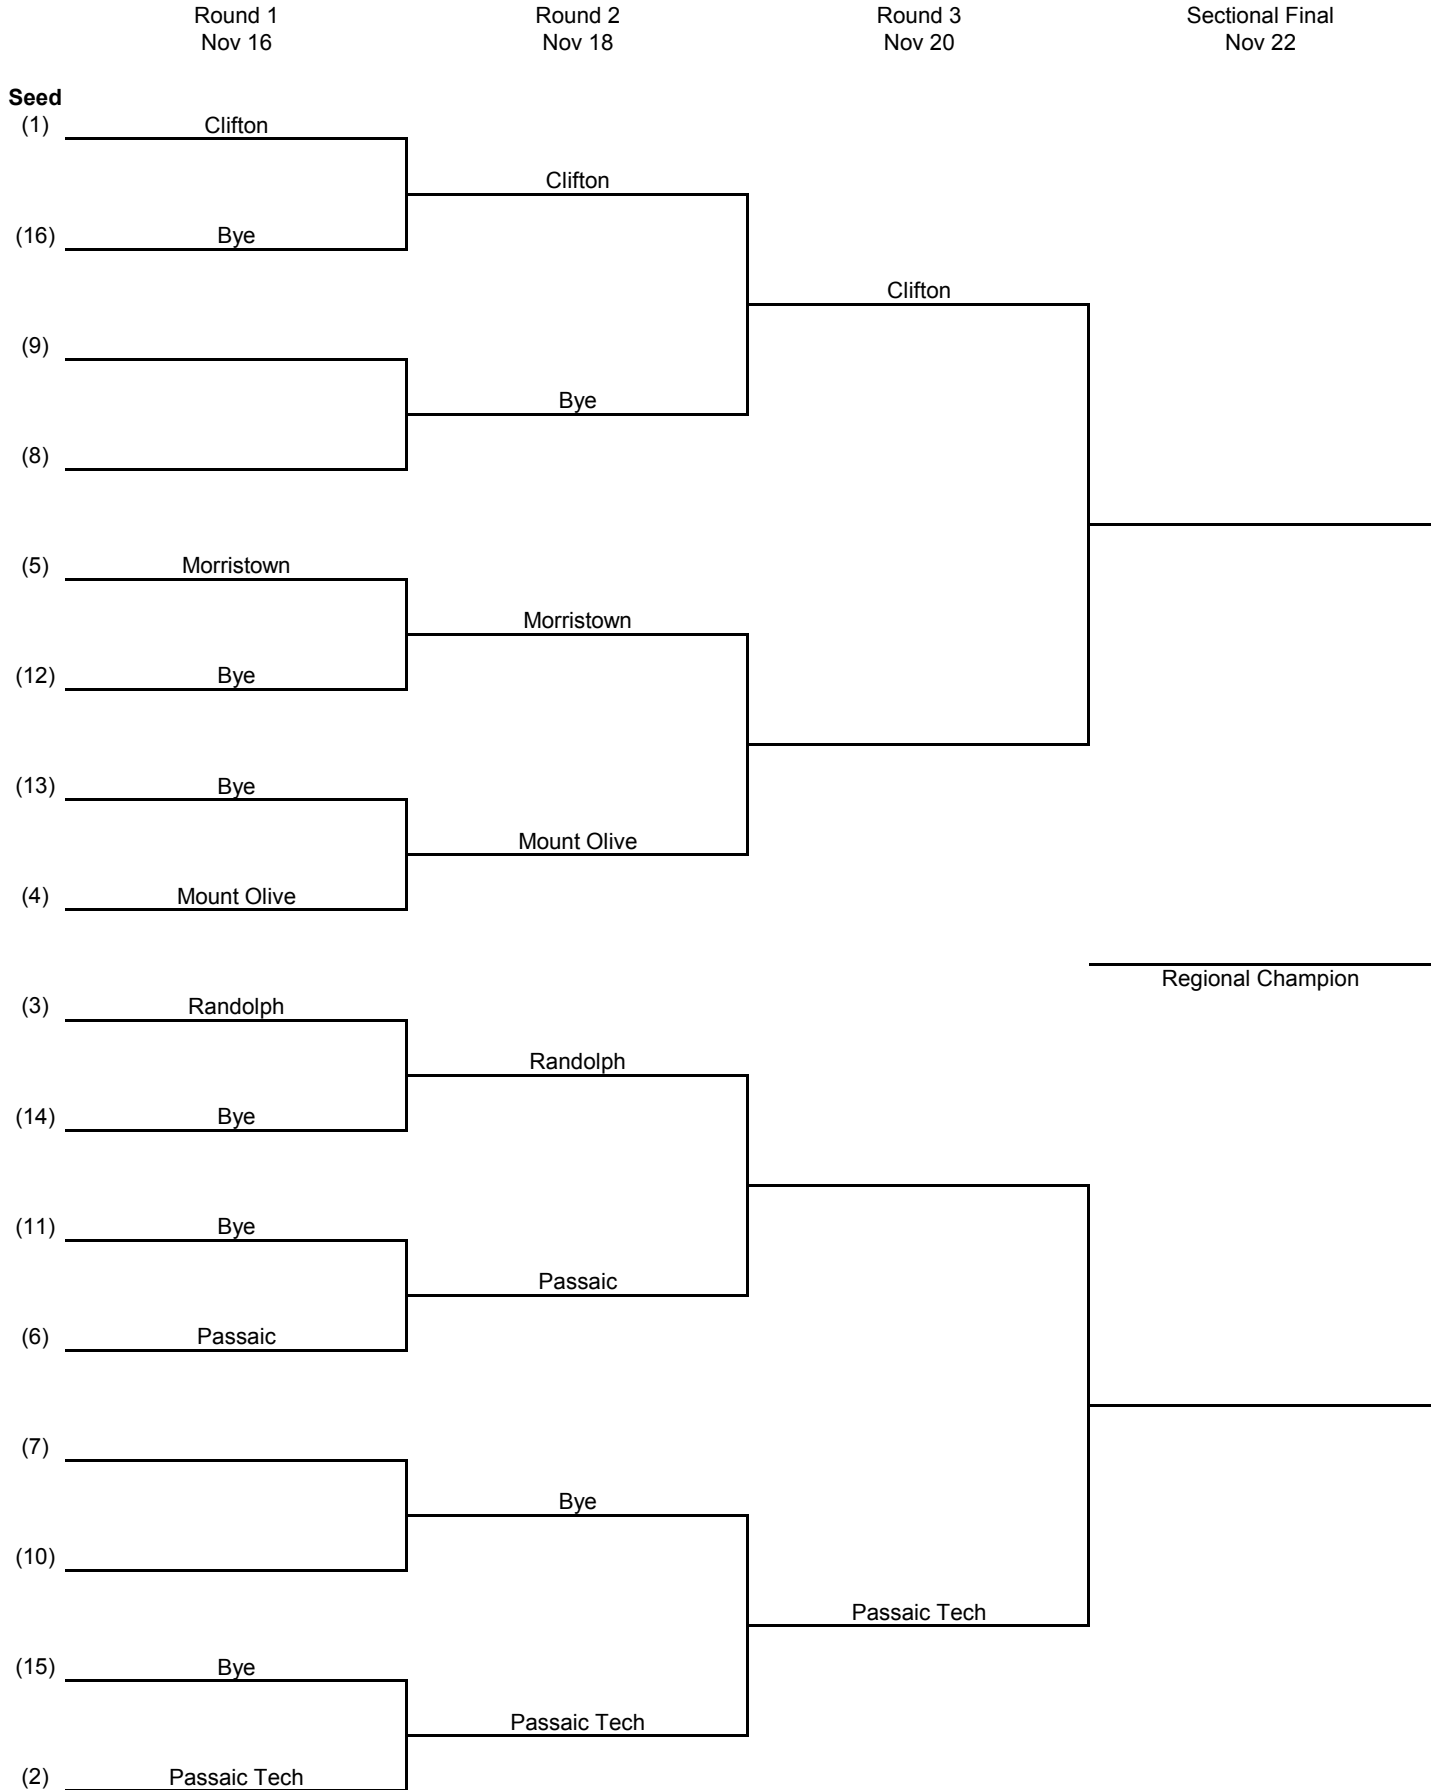 Round 1 Round 2 Round 3 Sectional Final
Nov 16 Nov 18 Nov 20 Nov 22
Seed
(1) Clifton
Clifton
(16) Bye
Clifton
(9)
Bye
(8)
(5) Morristown
Morristown
(12) Bye
(13) Bye
Mount Olive
(4) Mount Olive
Regional Champion
(3) Randolph
Randolph
(14) Bye
(11) Bye
Passaic
(6) Passaic
(7)
Bye
(10)
Passaic Tech
(15) Bye
Passaic Tech
(2) Passaic Tech